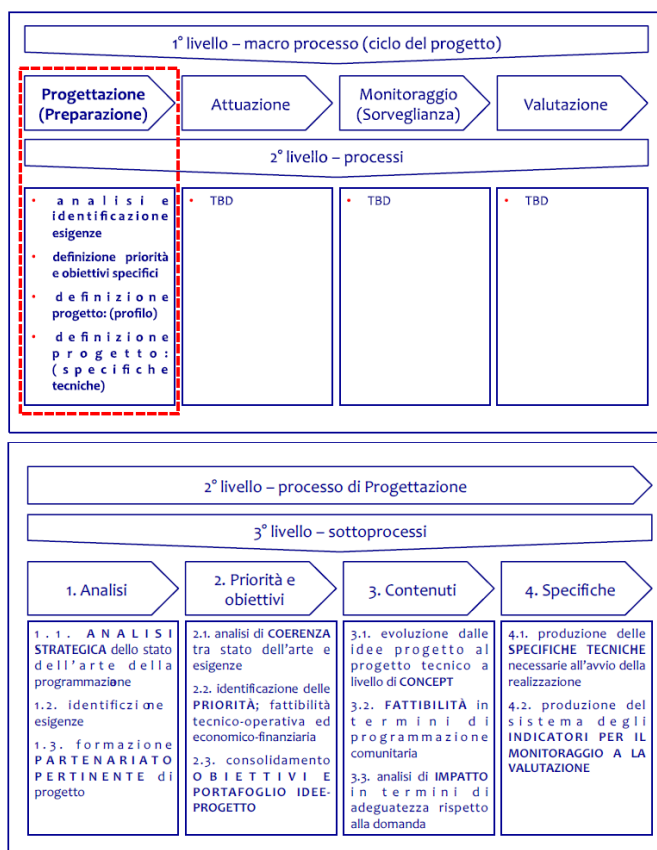 1° livello – macro processo (ciclo del progetto)
Progettazione
(Preparazione)
Attuazione
Monitoraggio
(Sorveglianza)
Valutazione
2° livello – processi
• analisi e
identificazione
esigenze
• definizione priorità
e obiettivi specifici
• definizione
progetto: (profilo)
• definizione
progetto:
(specifiche
tecniche)
• TBD
• TBD
• TBD
2° livello – processo di Progettazione
3° livello – sottoprocessi
1. Analisi
2. Priorità e
obiettivi
3. Contenuti
4. Specifiche
1.1. ANALISI
STRATEGICA dello stato
dell'arte della
programmazione
1.2. identificzione
esigenze
1.3. formazione
PARTENARIATO
PERTINENTE di
progetto
2.1. analisi di COERENZA
tra stato dell'arte e
esigenze
2.2. identificazione delle
PRIORITÀ; fattibilità
tecnico-operativa ed
economico-finanziaria
2.3. consolidamento
OBIETTIVI E
PORTAFOGLIO IDEE-
PROGETTO
3.1. evoluzione dalle
idee progetto al
progetto tecnico a
livello di CONCEPT
3.2. FATTIBILITÀ in
termini di
programmazione
comunitaria
3.3. analisi di IMPATTO
in termini di
adeguatezza rispetto
alla domanda
4.1. produzione delle
SPECIFICHE TECNICHE
necessarie all'avvio della
realizzazione
4.2. produzione del
sistema degli
INDICATORI PER IL
MONITORAGGIO A LA
VALUTAZIONE